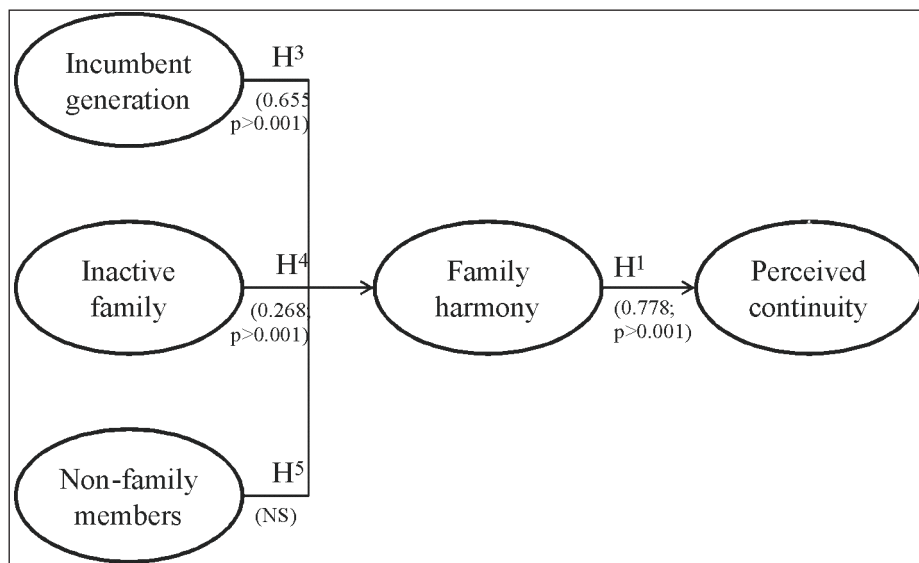 Incumbent
generation
H³
(0.655
p>0.001)
Inactive
family
H⁴
(0.268;
p>0.001)
Family
harmony
H¹
(0.778;
p>0.001)
Perceived
continuity
Non-family
members
H⁵
(NS)